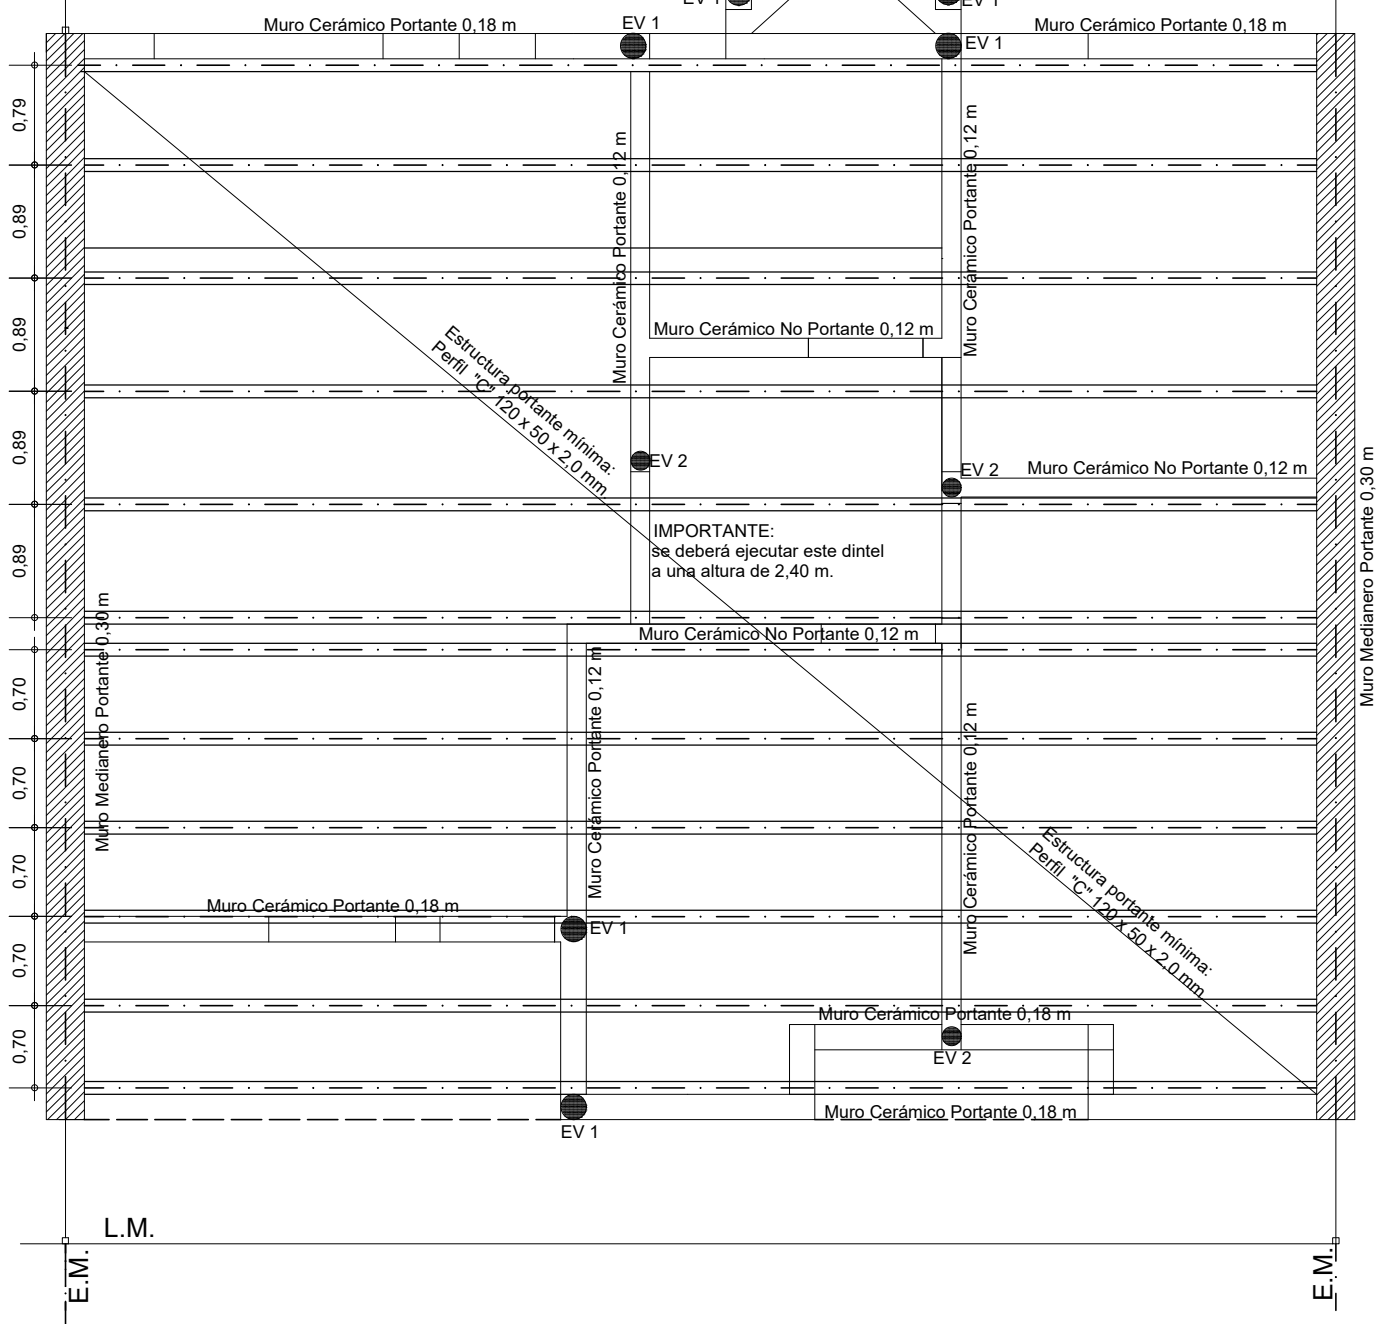 EV 1
EV 1
Muro Cerámico Portante 0,18 m
EV 1
EV 1
Muro Cerámico Portante 0,18 m
0,79
0,89
0,89
0,89
0,89
0,70
0,70
0,70
0,70
0,70
Muro Cerámico Portante 0,12 m
Muro Cerámico Portante 0,12 m
Muro Cerámico No Portante 0,12 m
Estructura portante mínima:
Perfil "C" 120 x 50 x 2,0 mm
EV 2
EV 2
Muro Cerámico No Portante 0,12 m
Muro Medianero Portante 0,30 m
IMPORTANTE:
se deberá ejecutar este dintel
a una altura de 2,40 m.
Muro Medianero Portante 0,30 m
Muro Cerámico No Portante 0,12 m
Muro Cerámico Portante 0,12 m
Muro Cerámico Portante 0,12 m
Estructura portante mínima:
Perfil "C" 120 x 50 x 2,0 mm
Muro Cerámico Portante 0,18 m
EV 1
Muro Cerámico Portante 0,18 m
EV 2
Muro Cerámico Portante 0,18 m
EV 1
L.M.
E.M.
E.M.